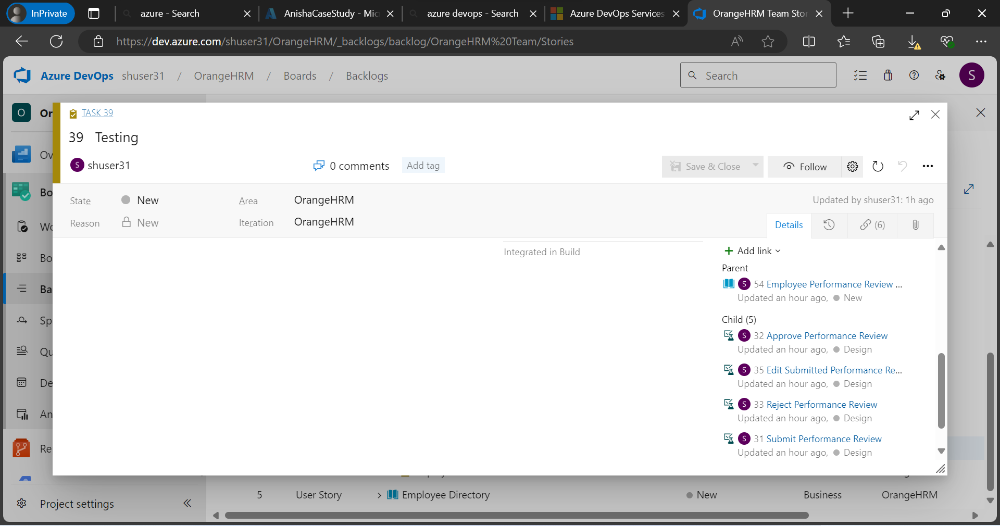 InPrivate
azure - Search
AnishaCaseStudy - Mic
azure devops - Search
Azure DevOps Services
OrangeHRM Team Stor
https://dev.azure.com/shuser31/OrangeHRM/_backlogs/backlog/OrangeHRM%20Team/Stories
Azure DevOps shuser31 / OrangeHRM / Boards / Backlogs
Search
S
O Or
TASK 39
39 Testing
Ov
S shuser31
0 comments
Add tag
Save & Close
Follow
Bo
State New
Area OrangeHRM
Updated by shuser31: 1h ago
Reason New
Iteration OrangeHRM
Details
(6)
Wo
Integrated in Build
Add link
Bo
Parent
S 54 Employee Performance Review ...
Updated an hour ago, New
Ba
Child (5)
Sp
S 32 Approve Performance Review
Updated an hour ago, Design
Qu
S 35 Edit Submitted Performance Re...
Updated an hour ago, Design
De
S 33 Reject Performance Review
Updated an hour ago, Design
An
S 31 Submit Performance Review
Updated an hour ago, Design
Re
5 User Story Employee Directory New Business OrangeHRM
Project settings